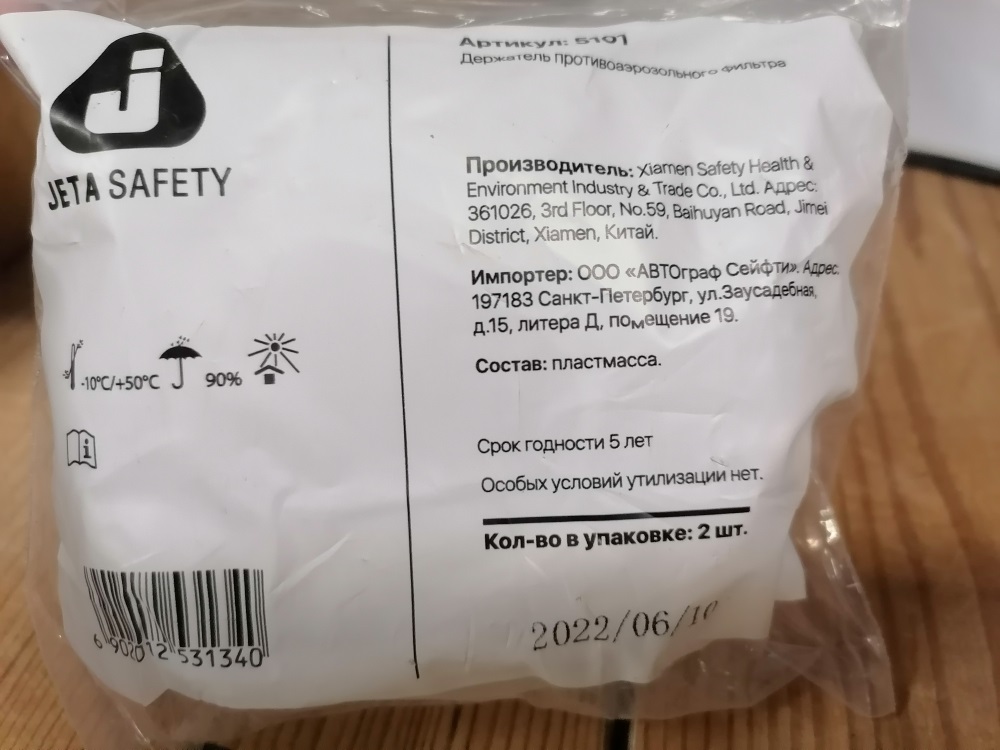 J
JETA SAFETY
-10°C/+50°C
90%
i
6 902012 531340
Артикул: 5101
Держатель противоаэрозольного фильтра
Производитель: Xiamen Safety Health &
Environment Industry & Trade Co., Ltd. Адрес:
361026, 3rd Floor, No.59, Baihuyan Road, Jimei
District, Xiamen, Китай.
Импортер: ООО «АВТОграф Сейфти». Адрес:
197183 Санкт-Петербург, ул.Заусадебная,
д.15, литера Д, помещение 19.
Состав: пластмасса.
Срок годности 5 лет
Особых условий утилизации нет.
Кол-во в упаковке: 2 шт.
2022/06/10